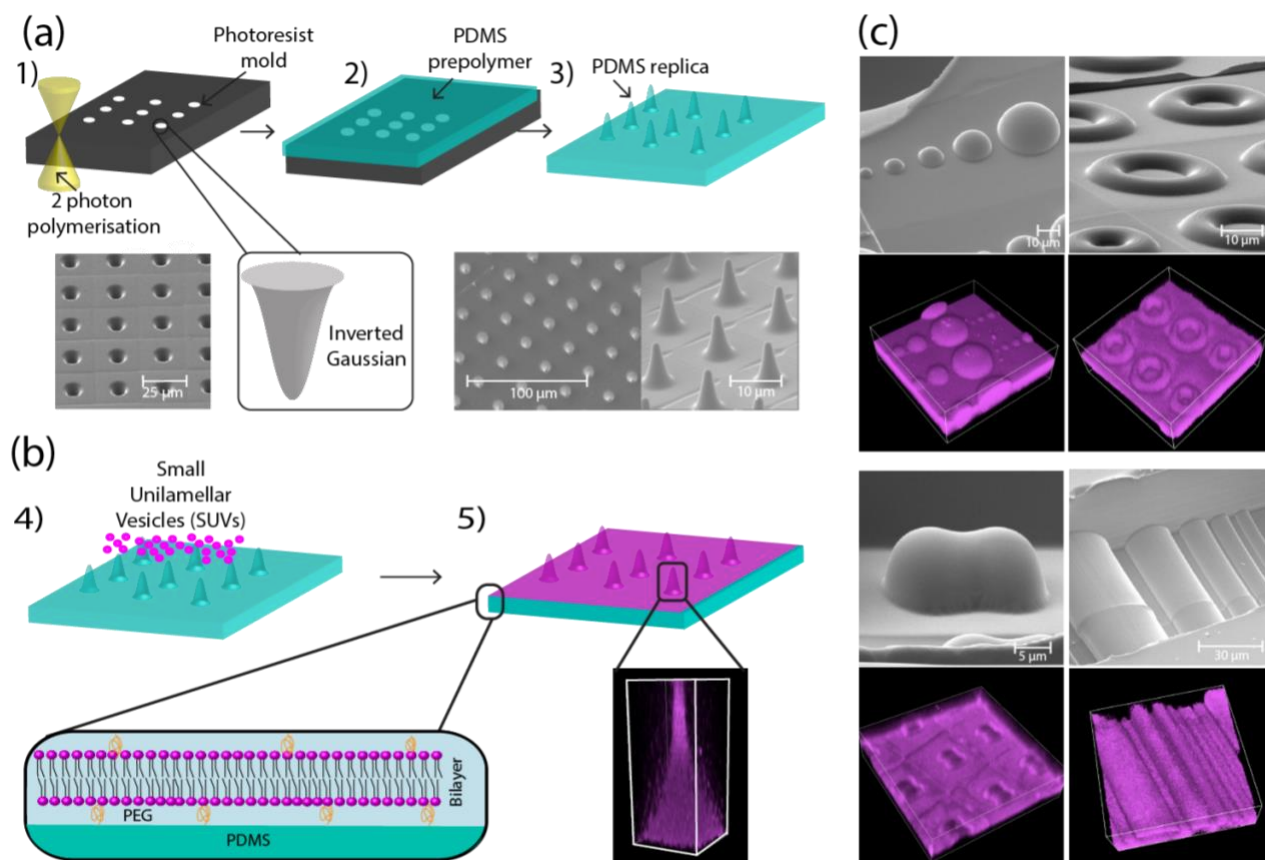 (a)
1)
Photoresist
mold
2 photon
polymerisation
2)
PDMS
prepolymer
3)
PDMS replica
25 µm
Inverted
Gaussian
100 µm
10 µm
(b)
4)
Small
Unilamellar
Vesicles (SUVs)
5)
PEG
PDMS
Bilayer
(c)
10 µm
10 µm
5 µm
30 µm